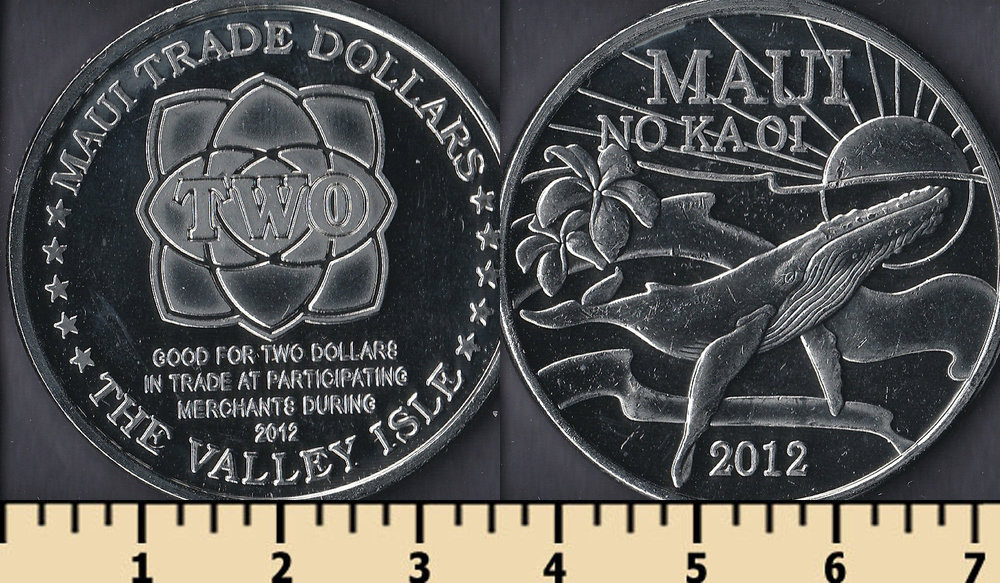 MAUI TRADE DOLLARS
TWO
GOOD FOR TWO DOLLARS
IN TRADE AT PARTICIPATING
MERCHANTS DURING
2012
THE VALLEY ISLE
MAUI
NO KA OI
2012
1 2 3 4 5 6 7